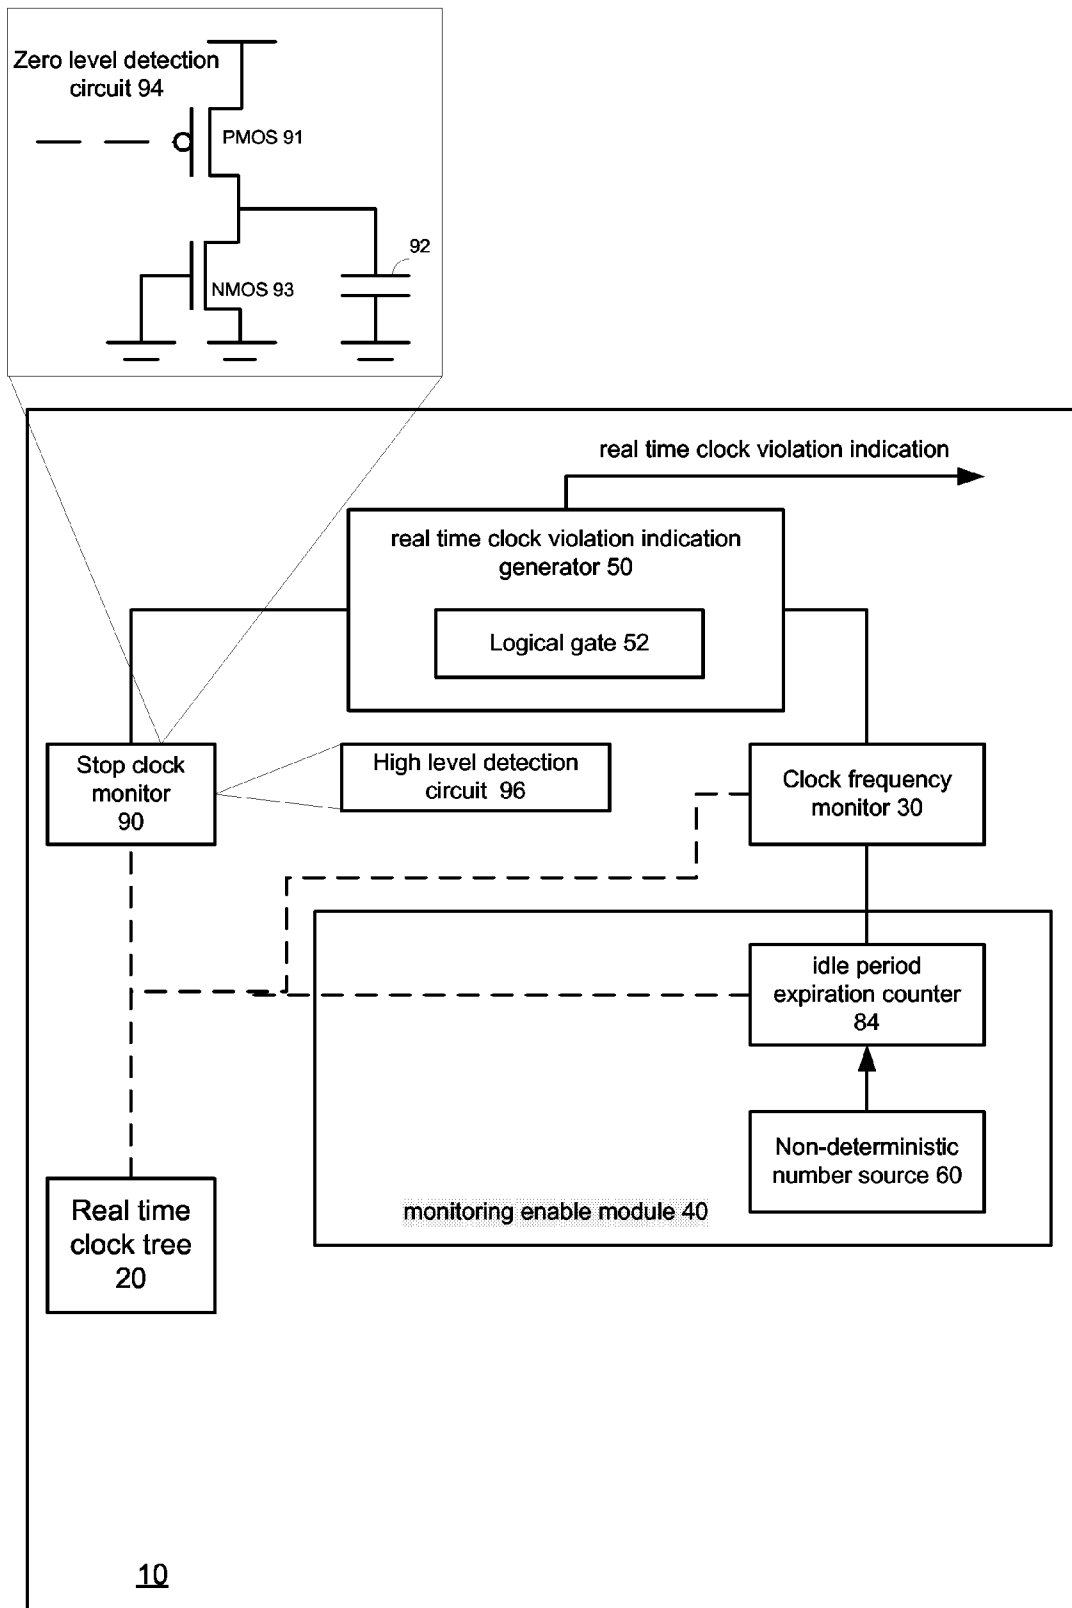 Zero level detection
circuit 94
PMOS 91
92
NMOS 93
real time clock violation indication
real time clock violation indication
generator 50
Logical gate 52
Stop clock
monitor
90
High level detection
circuit 96
Clock frequency
monitor 30
idle period
expiration counter
84
Non-deterministic
number source 60
monitoring enable module 40
Real time
clock tree
20
10